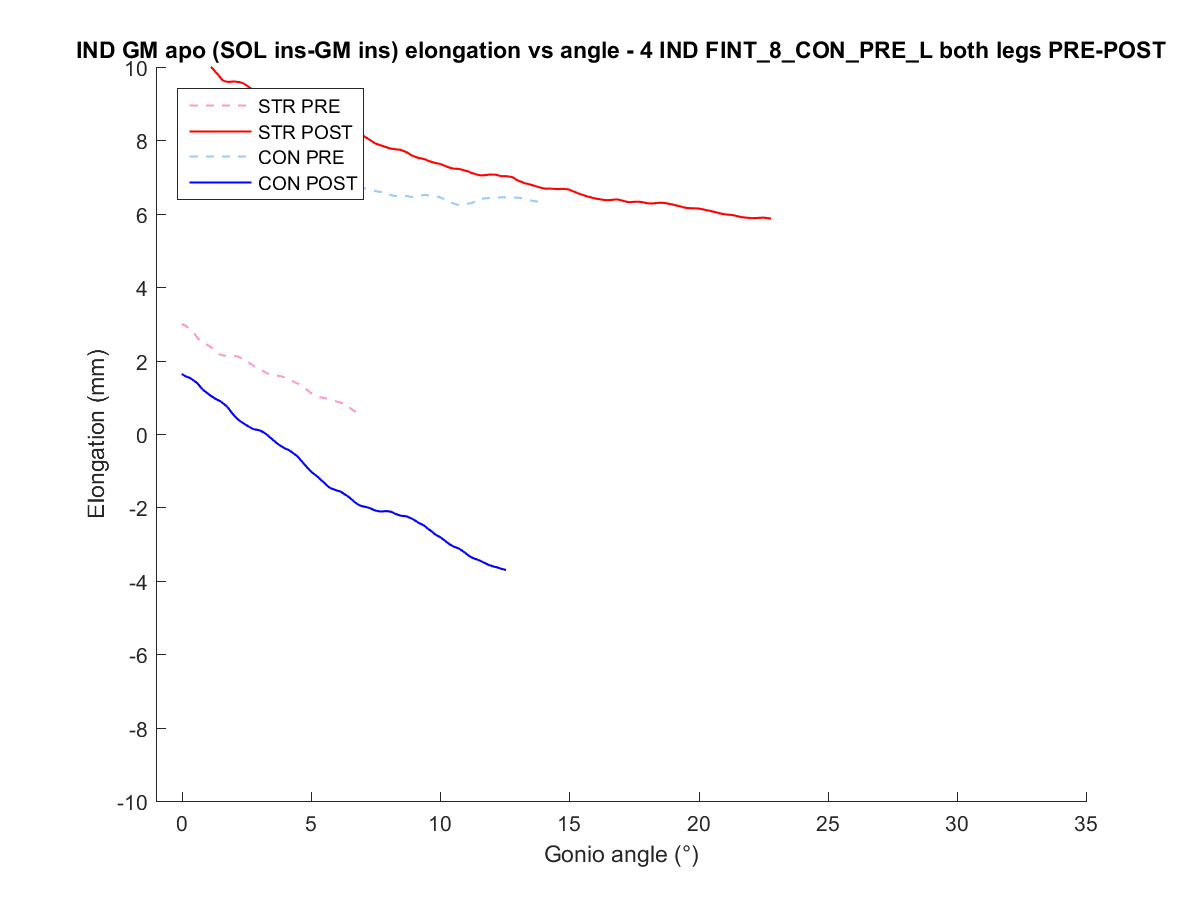 IND GM apo (SOL ins-GM ins) elongation vs angle - 4 IND FINT_8_CON_PRE_L both legs PRE-POST
STR PRE
STR POST
CON PRE
CON POST
Elongation (mm)
10
8
6
4
2
0
-2
-4
-6
-8
-10
0 5 10 15 20 25 30 35
Gonio angle (°)